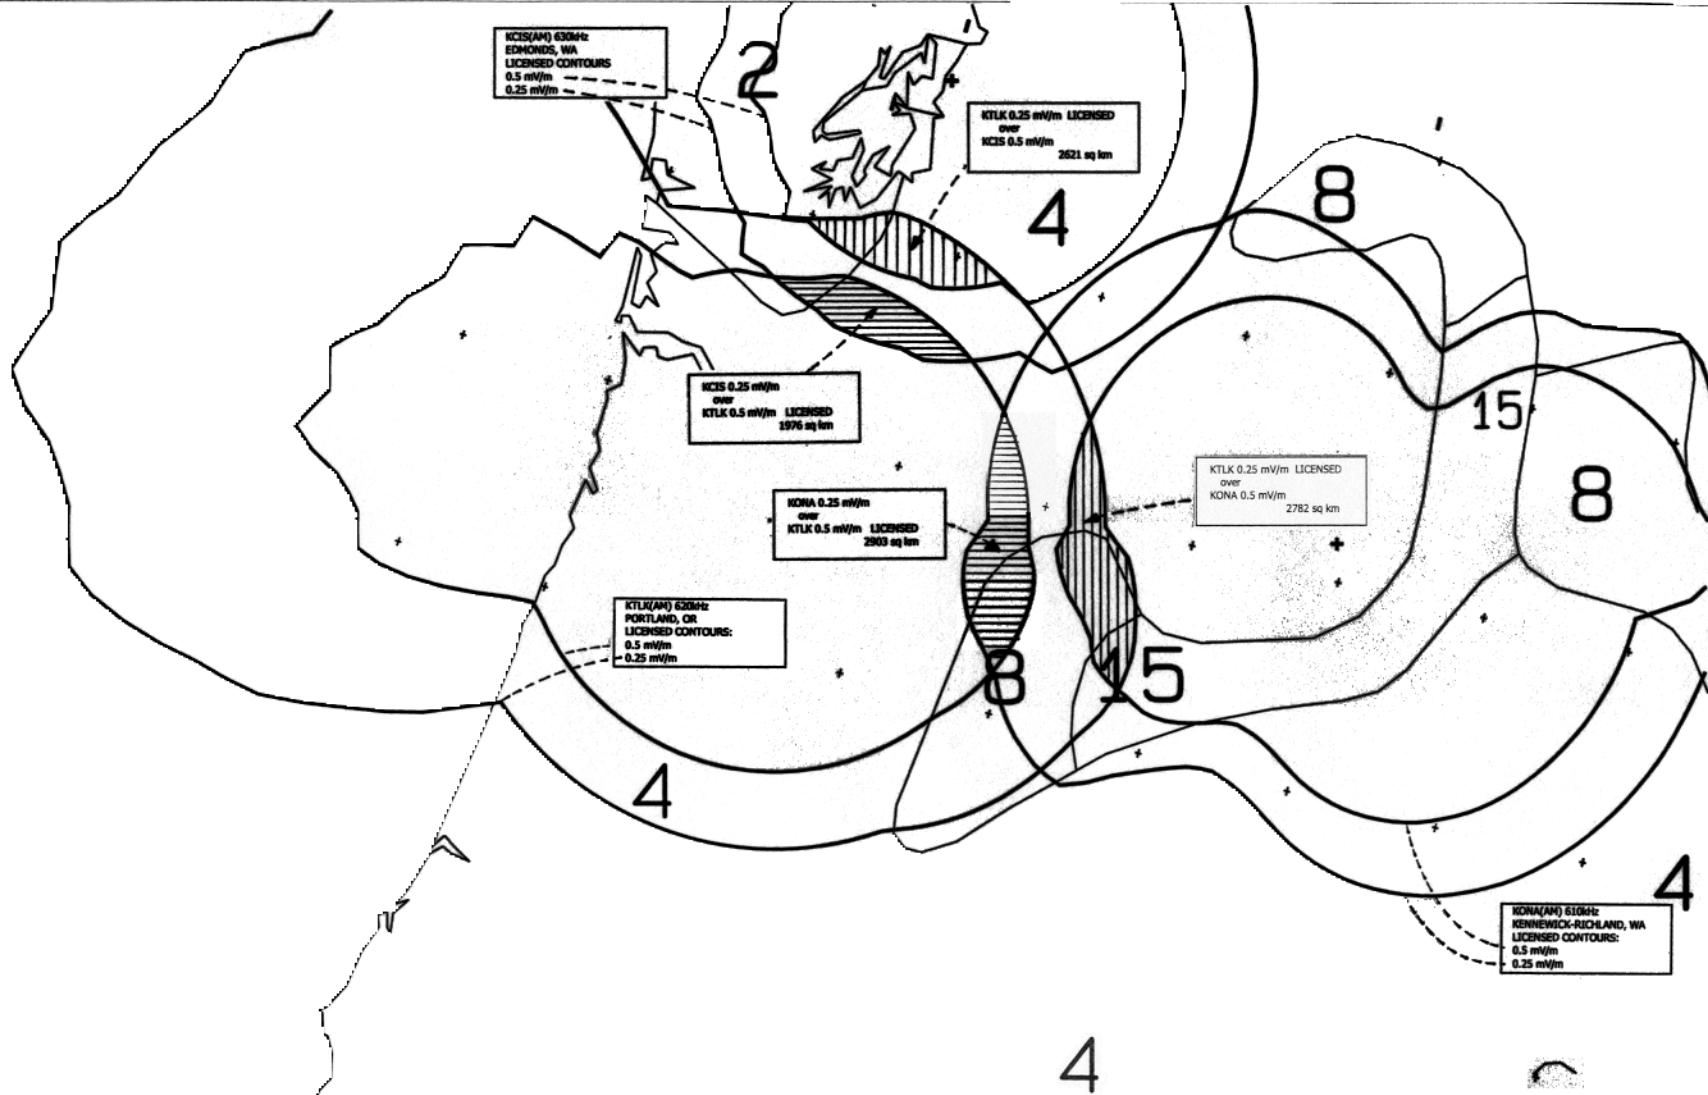 KCIS(AM) 630kHz
EDMONDS, WA
LICENSED CONTOURS
0.5 mV/m
0.25 mV/m
2
KTLK 0.25 mV/m LICENSED
over
KCIS 0.5 mV/m
2621 sq km
4
8
KCIS 0.25 mV/m
over
KTLK 0.5 mV/m LICENSED
1976 sq km
15
KTLK 0.25 mV/m LICENSED
over
KONA 0.5 mV/m
2782 sq km
8
KONA 0.25 mV/m
over
KTLK 0.5 mV/m LICENSED
2903 sq km
KTLK(AM) 620kHz
PORTLAND, OR
LICENSED CONTOURS:
0.5 mV/m
0.25 mV/m
8
15
4
4
KONA(AM) 610kHz
KENNEWICK-RICHLAND, WA
LICENSED CONTOURS:
0.5 mV/m
0.25 mV/m
4